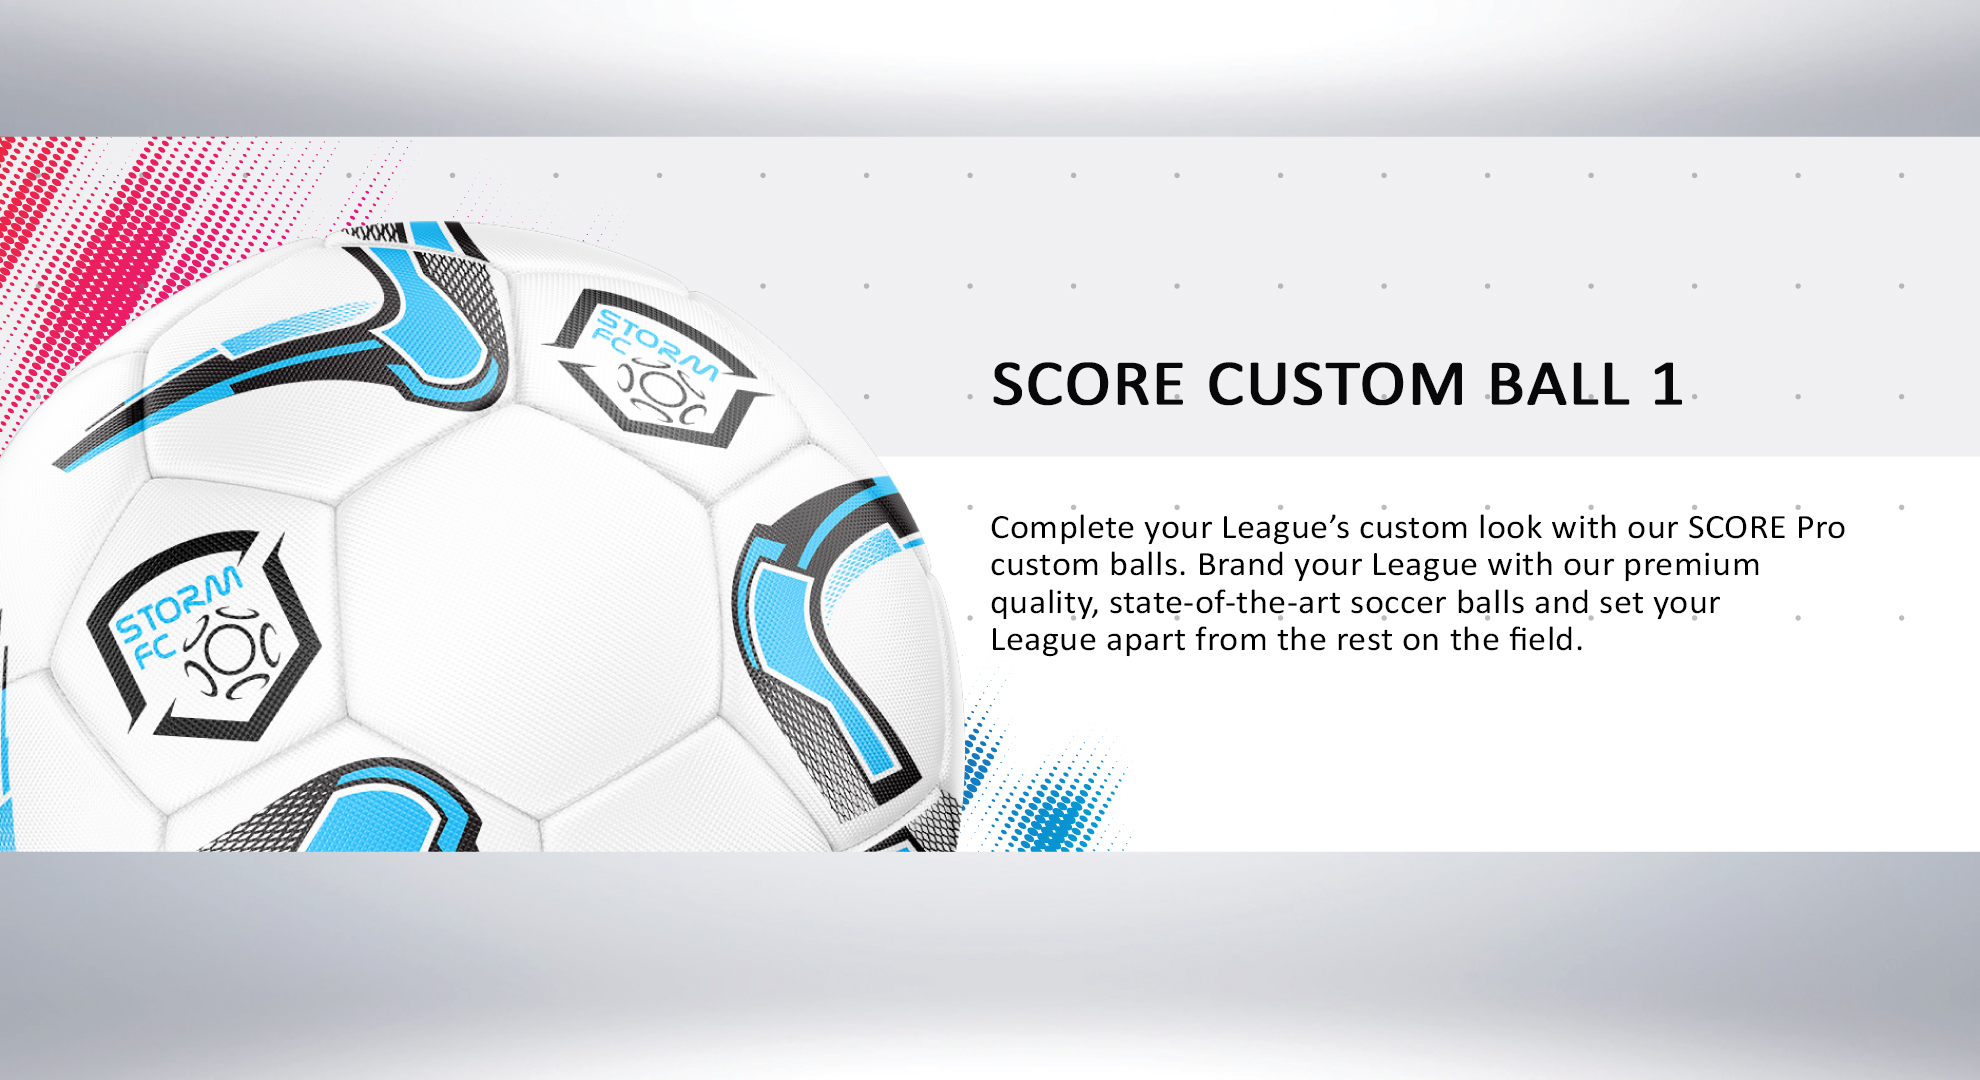 STORM
FC
SCORE CUSTOM BALL 1
STORM
FC
Complete your League’s custom look with our SCORE Pro
custom balls. Brand your League with our premium
quality, state-of-the-art soccer balls and set your
League apart from the rest on the field.